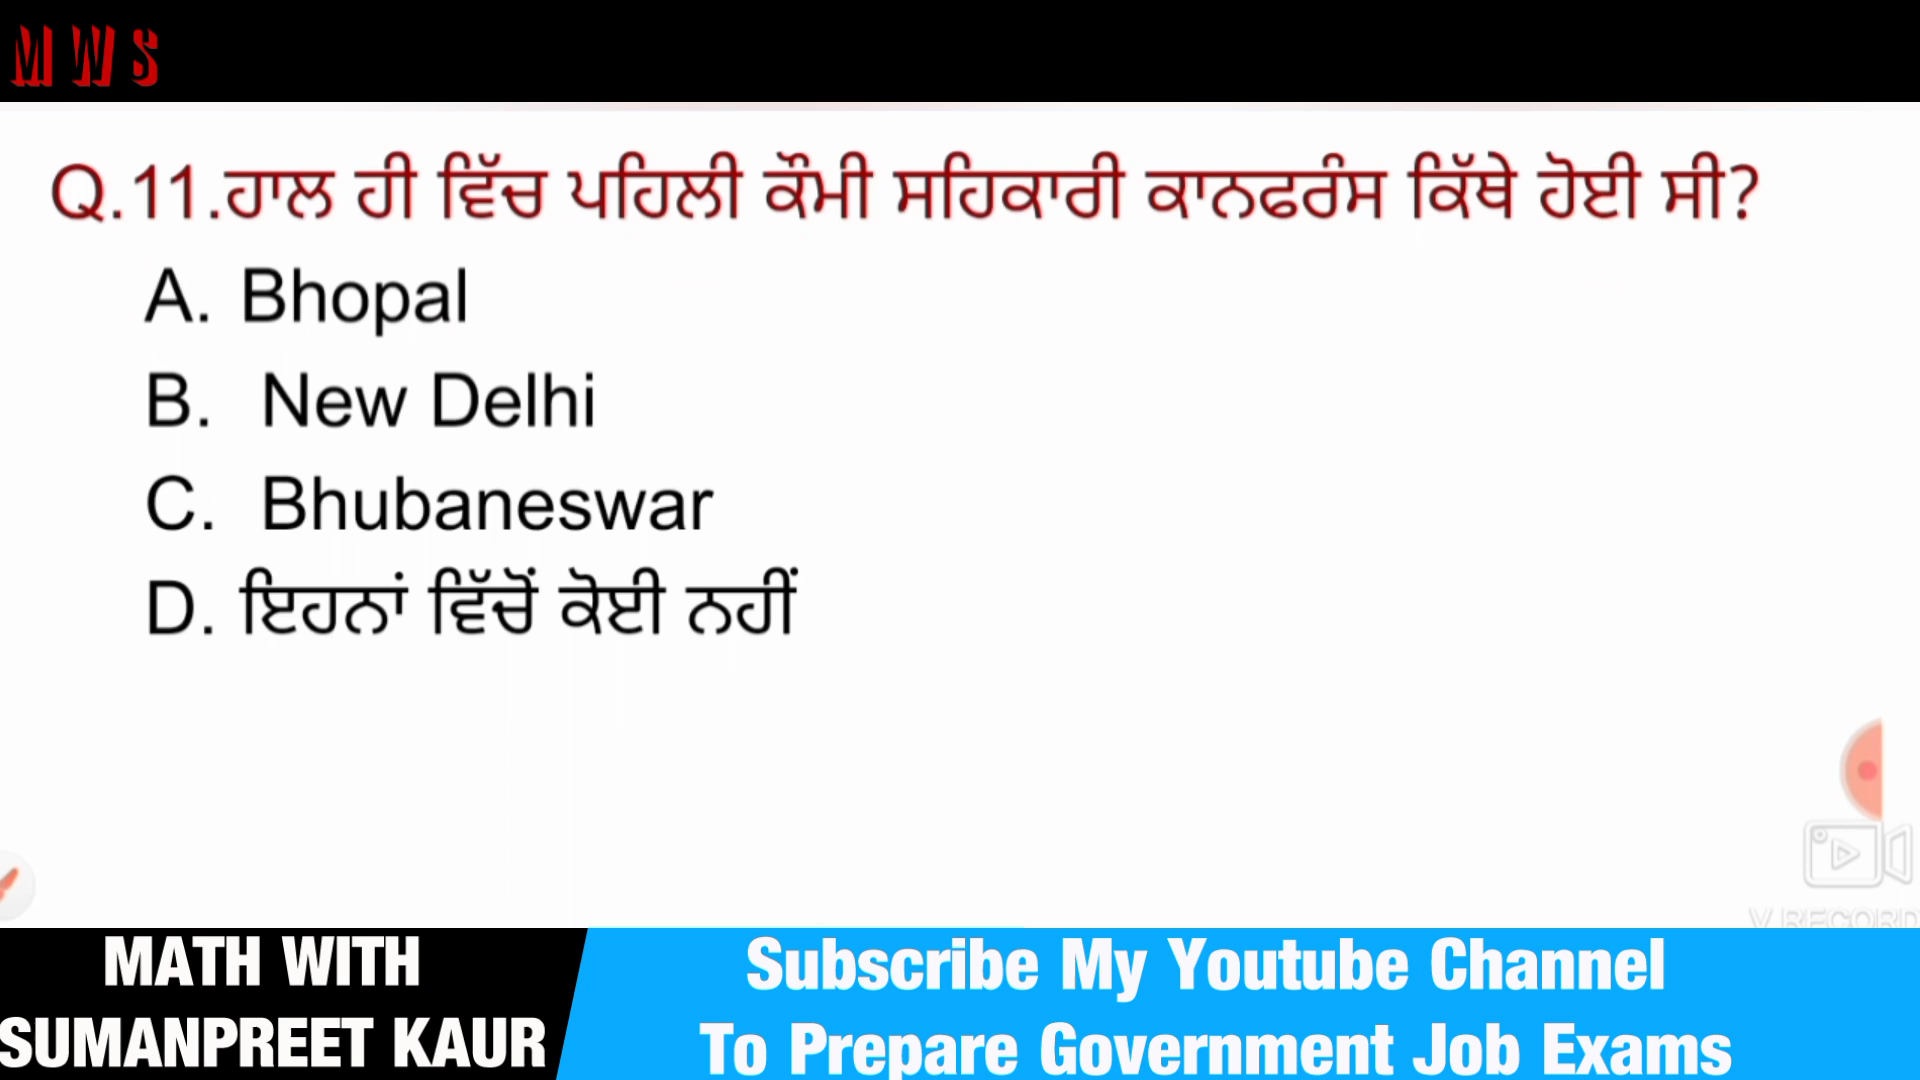 M W S
Q.11.ਹਾਲ ਹੀ ਵਿੱਚ ਪਹਿਲੀ ਕੌਮੀ ਸਹਿਕਾਰੀ ਕਾਨਫਰੰਸ ਕਿੱਥੇ ਹੋਈ ਸੀ?
A. Bhopal
B. New Delhi
C. Bhubaneswar
D. ਇਹਨਾਂ ਵਿੱਚੋਂ ਕੋਈ ਨਹੀਂ
V RECORD
MATH WITH
SUMANPREET KAUR
Subscribe My Youtube Channel
To Prepare Government Job Exams